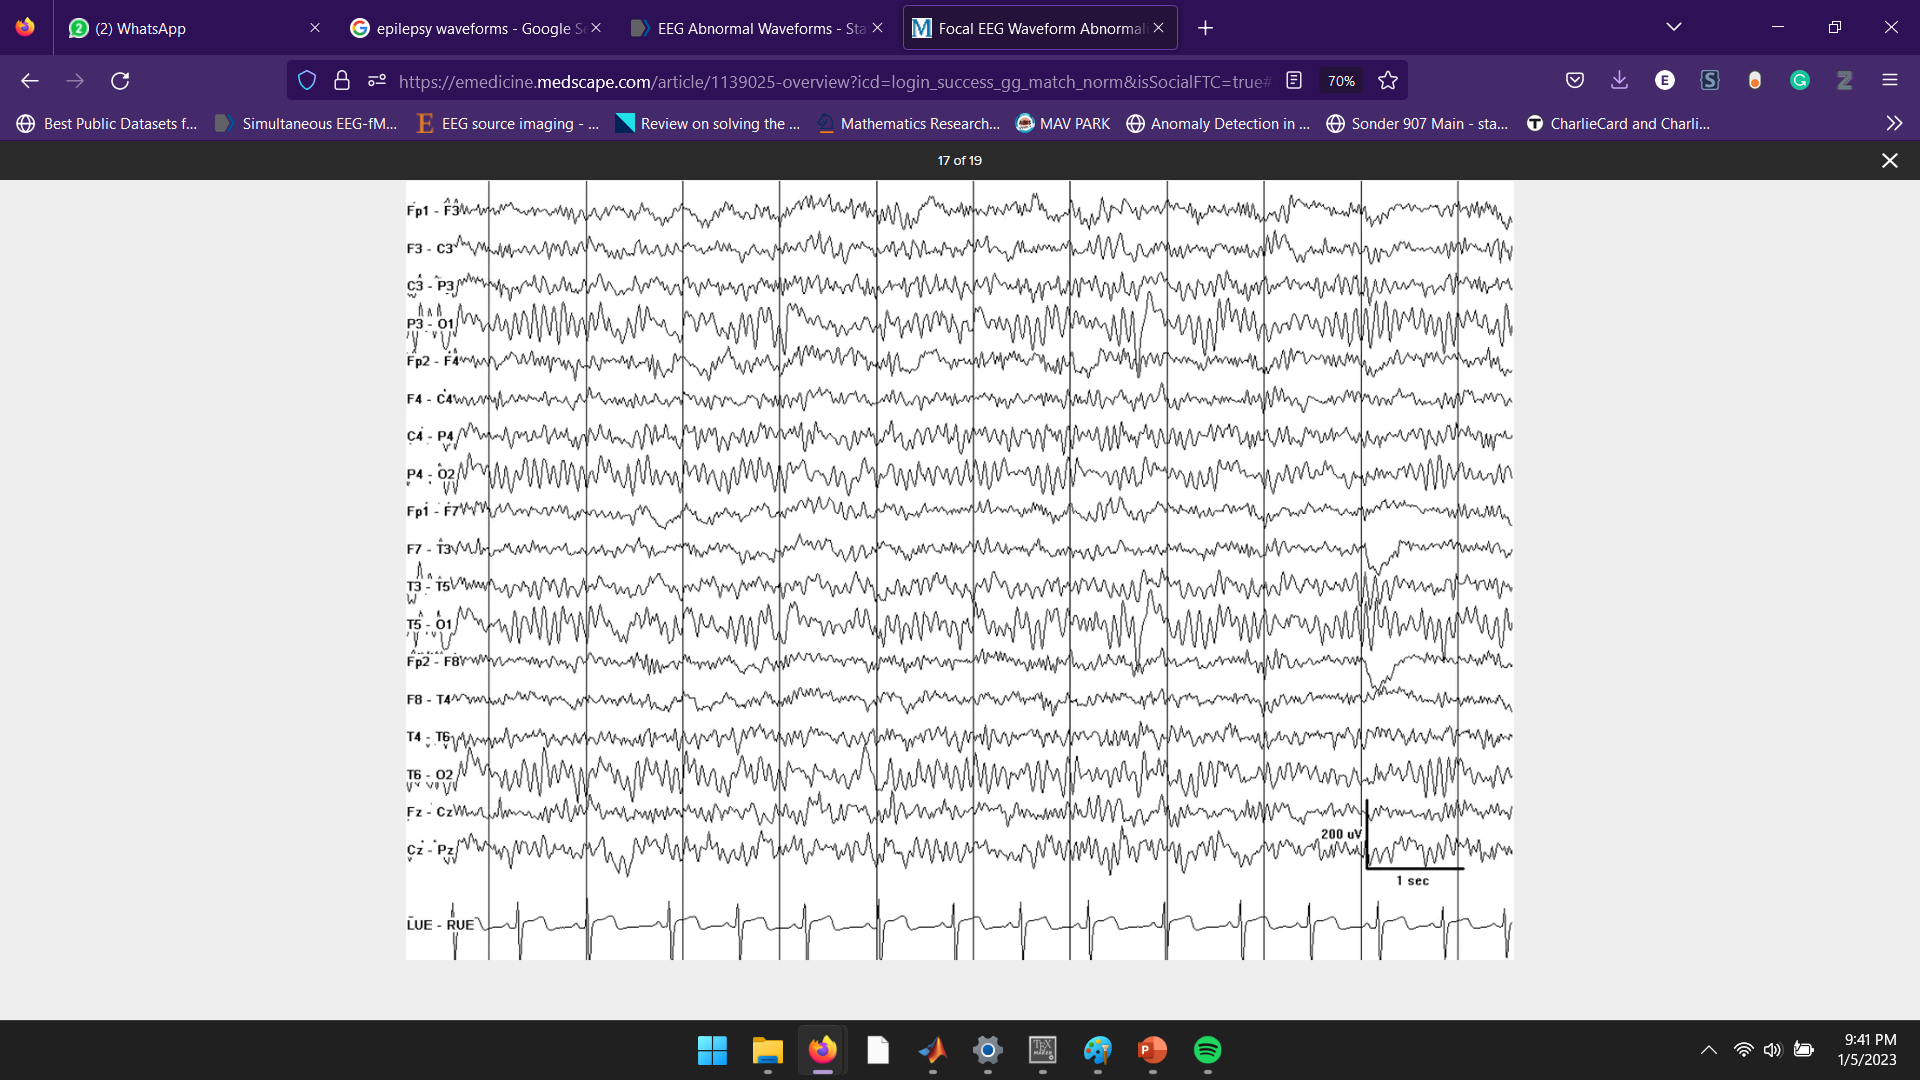 (2) WhatsApp
epilepsy waveforms - Google Se
EEG Abnormal Waveforms - Sta
Focal EEG Waveform Abnormali
https://emedicine.medscape.com/article/1139025-overview?icd=login_success_gg_match_norm&isSocialFTC=true#
70%
Best Public Datasets f...
Simultaneous EEG-fM...
EEG source imaging - ...
Review on solving the ...
Mathematics Research...
MAV PARK
Anomaly Detection in ...
Sonder 907 Main - sta...
CharlieCard and Charli...
17 of 19
Fp1 - F3
F3 - C3
C3 - P3
P3 - O1
Fp2 - F4
F4 - C4
C4 - P4
P4 - O2
Fp1 - F7
F7 - T3
T3 - T5
T5 - O1
Fp2 - F8
F8 - T4
T4 - T6
T6 - O2
Fz - Cz
200 uV
Cz - Pz
1 sec
LUE - RUE
9:41 PM
1/5/2023